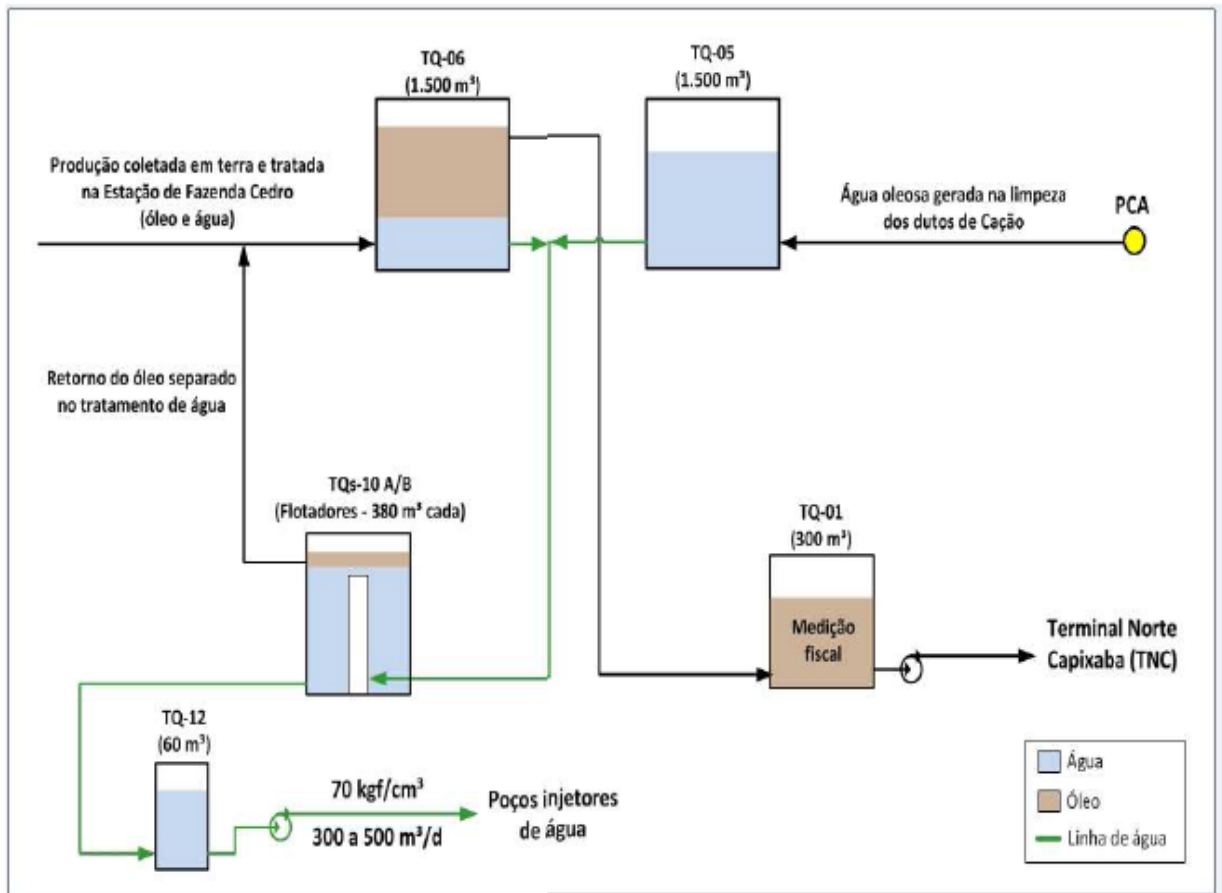 TQ-06
(1.500 m³)
TQ-05
(1.500 m³)
Produção coletada em terra e tratada
na Estação de Fazenda Cedro
(óleo e água)
Água oleosa gerada na limpeza
dos dutos de Cação
PCA
Retorno do óleo separado
no tratamento de água
TQs-10 A/B
(Flotadores - 380 m³ cada)
TQ-01
(300 m³)
Medição
fiscal
Terminal Norte
Capixaba (TNC)
TQ-12
(60 m³)
70 kgf/cm³
300 a 500 m³/d
Poços injetores
de água
Água
Óleo
Linha de água